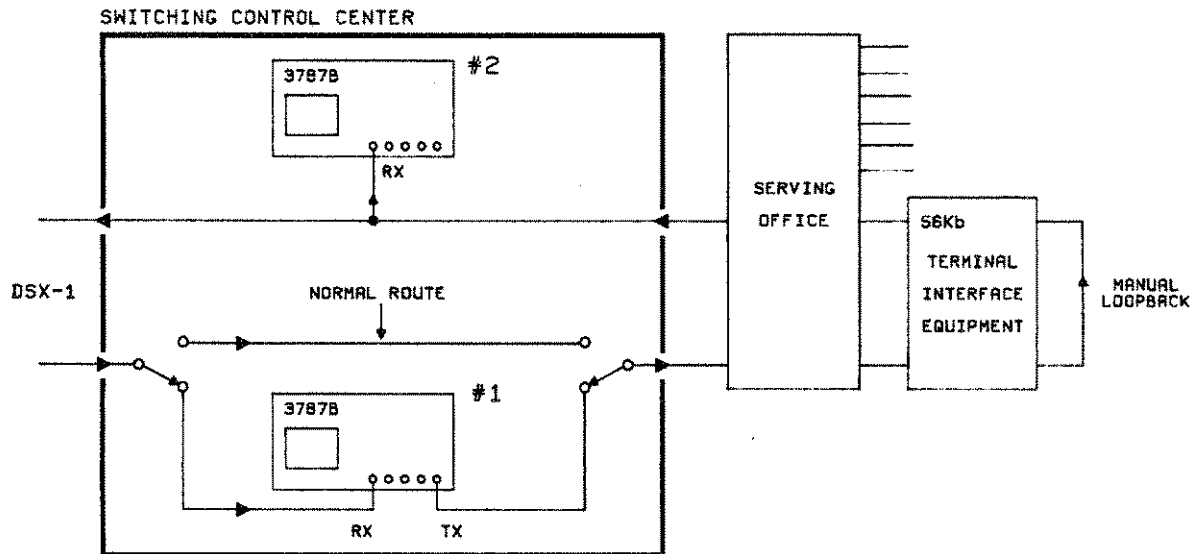 SWITCHING CONTROL CENTER
3787B
#2
RX
SERVING
OFFICE
56Kb
TERMINAL
INTERFACE
EQUIPMENT
MANUAL
LOOPBACK
DSX-1
NORMAL ROUTE
3787B
#1
RX
TX